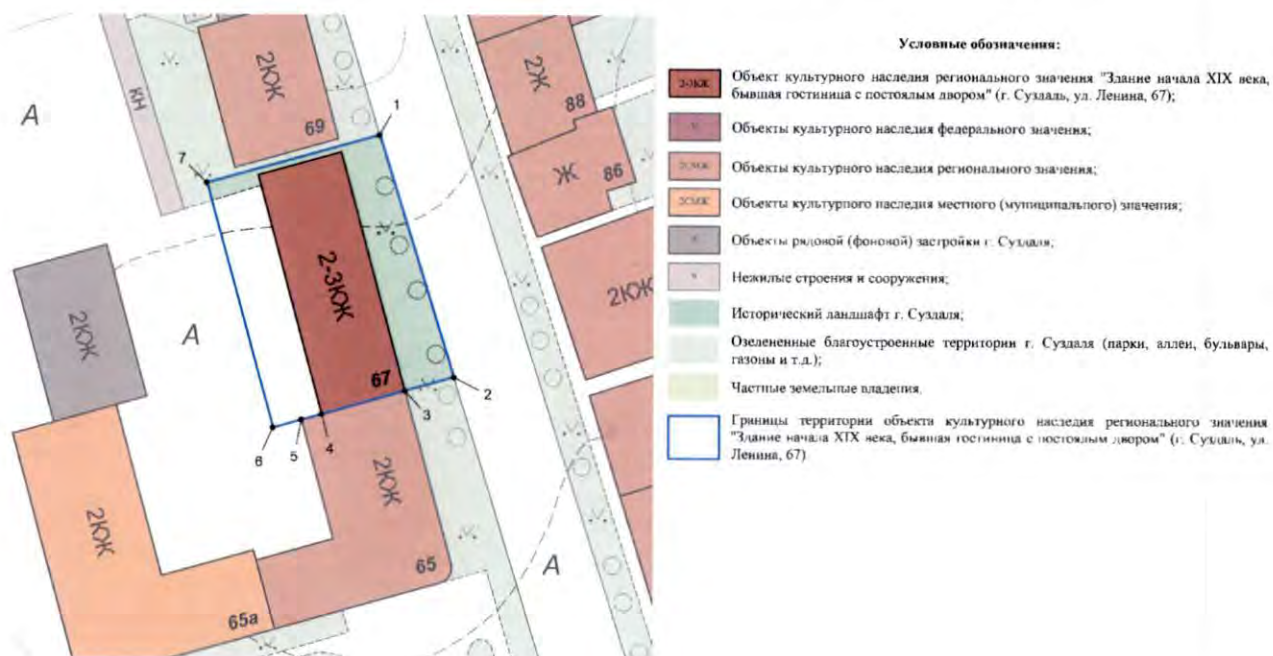 Условные обозначения:
2-3КЖ
Объект культурного наследия регионального значения "Здание начала XIX века,
бывшая гостиница с постоялым двором" (г. Суздаль, ул. Ленина, 67);
Объекты культурного наследия федерального значения;
Объекты культурного наследия регионального значения;
Объекты культурного наследия местного (муниципального) значения;
Объекты рядовой (фоновой) застройки г. Суздаля;
Нежилые строения и сооружения;
Исторический ландшафт г. Суздаля;
Озелененные благоустроенные территории г. Суздаля (парки, аллеи, бульвары,
газоны и т.д.);
Частные земельные владения.
Границы территории объекта культурного наследия регионального значения
"Здание начала XIX века, бывшая гостиница с постоялым двором" (г. Суздаль, ул.
Ленина, 67)
А
КН
2КЖ
69
1
2Ж
88
7
Ж
86
2-3КЖ
2КЖ
2КЖ
А
67
2
3
4
5
6
2КЖ
2КЖ
65
А
65а